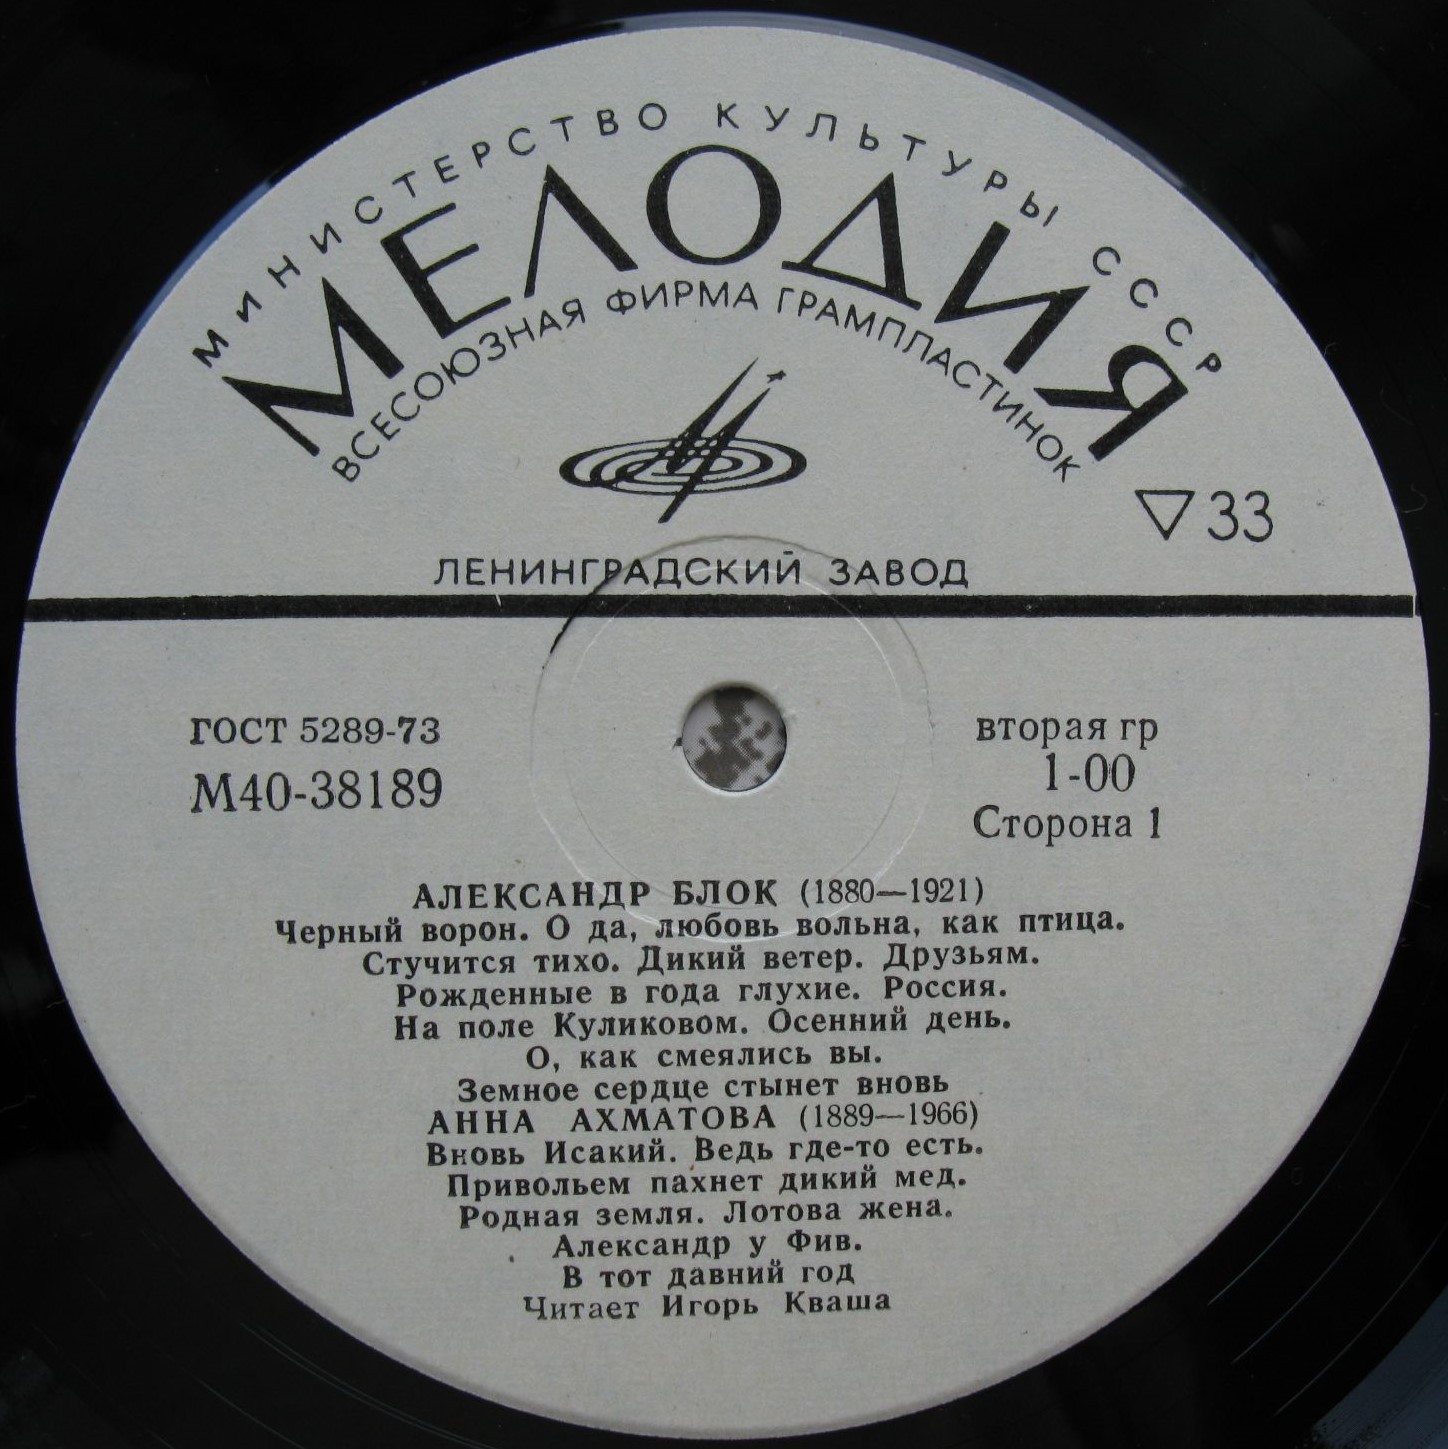 МИНИСТЕРСТВО КУЛЬТУРЫ СССР
МЕЛОДИЯ
ВСЕСОЮЗНАЯ ФИРМА ГРАМПЛАСТИНОК
▽33
ЛЕНИНГРАДСКИЙ ЗАВОД
ГОСТ 5289-73
М40-38189
вторая гр
1-00
Сторона 1
АЛЕКСАНДР БЛОК (1880—1921)
Черный ворон. О да, любовь вольна, как птица.
Стучится тихо. Дикий ветер. Друзьям.
Рожденные в года глухие. Россия.
На поле Куликовом. Осенний день.
О, как смеялись вы.
Земное сердце стынет вновь
АННА АХМАТОВА (1889—1966)
Вновь Исакий. Ведь где-то есть.
Привольем пахнет дикий мед.
Родная земля. Лотова жена.
Александр у Фив.
В тот давний год
Читает Игорь Кваша